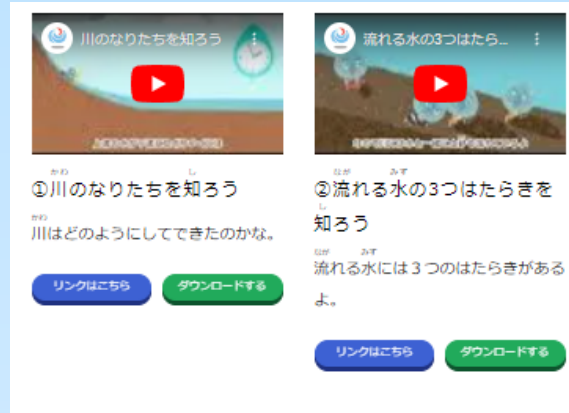 川のなりたちを知ろう
①川のなりたちを知ろう
川はどのようにしてできたのかな。
リンクはこちら
ダウンロードする
流れる水の3つはたら...
②流れる水の3つはたらきを
知ろう
流れる水には３つのはたらきがある
よ。
リンクはこちら
ダウンロードする